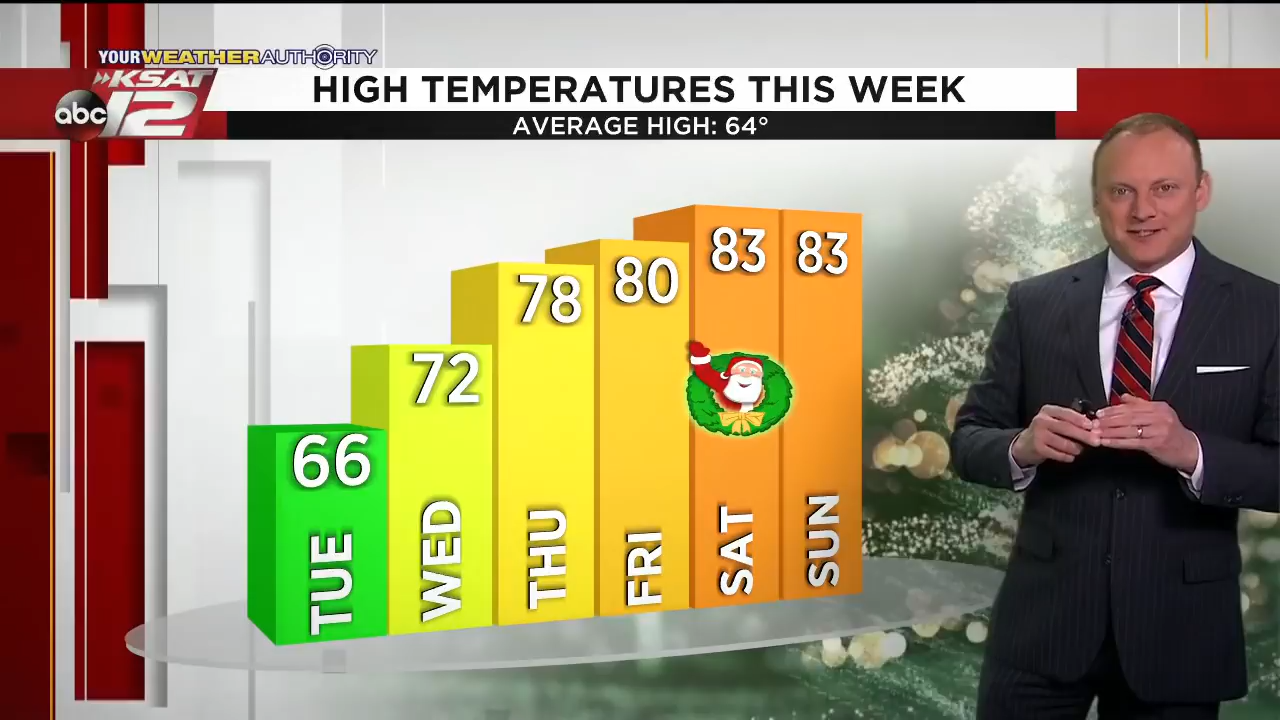 YOURWEATHERAUTHORITY
KSAT
abc 12
HIGH TEMPERATURES THIS WEEK
AVERAGE HIGH: 64°
66
72
78
80
83
83
TUE
WED
THU
FRI
SAT
SUN